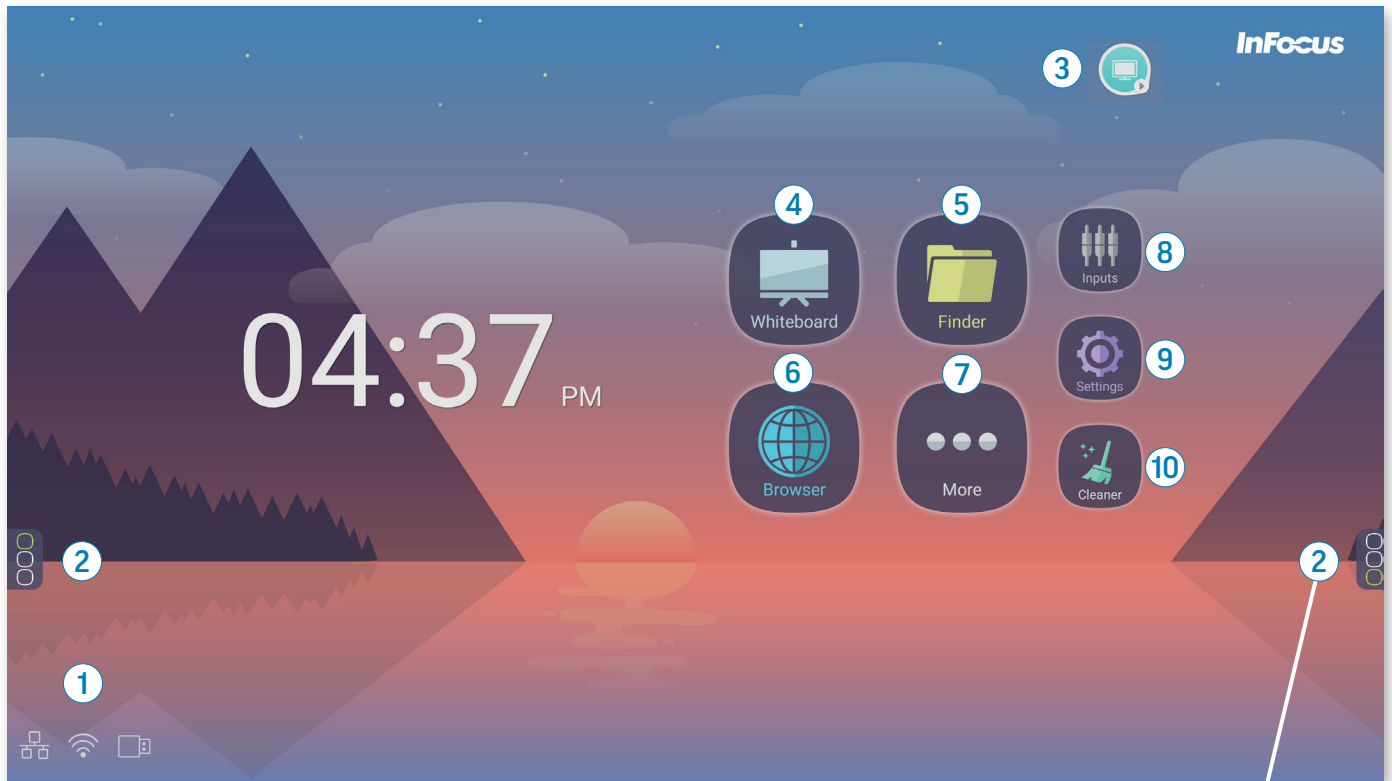 InFocus
3
4
5
8
Inputs
Whiteboard
Finder
04:37 PM
6
7
9
Settings
Browser
More
10
Cleaner
2
2
1